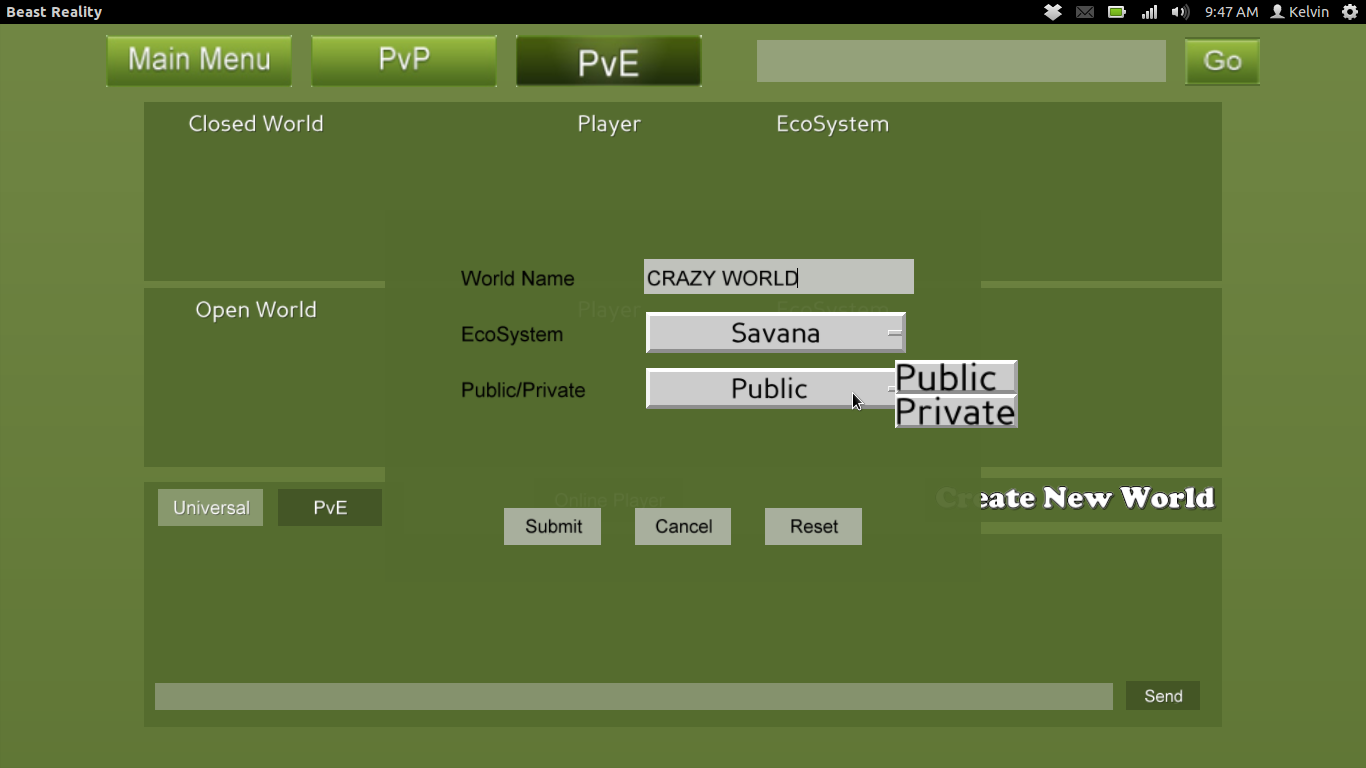 Beast Reality
9:47 AM Kelvin
Main Menu PvP PvE Go
Closed World Player EcoSystem
World Name CRAZY WORLD
Open World Player EcoSystem
EcoSystem Savana
Public/Private Public
Public
Private
Universal PvE Online Player Create New World
Submit Cancel Reset
Send